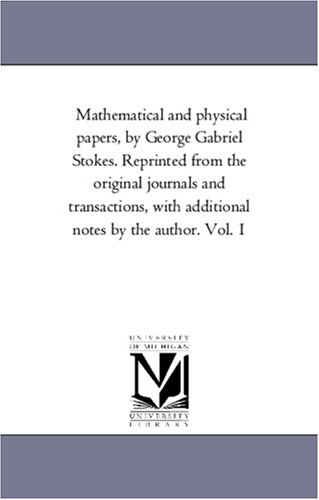 Mathematical and physical
papers, by George Gabriel
Stokes. Reprinted from the
original journals and
transactions, with additional
notes by the author. Vol. 1
UNIVERSITY
OF MICHIGAN
M
UNIVERSITY
LIBRARY